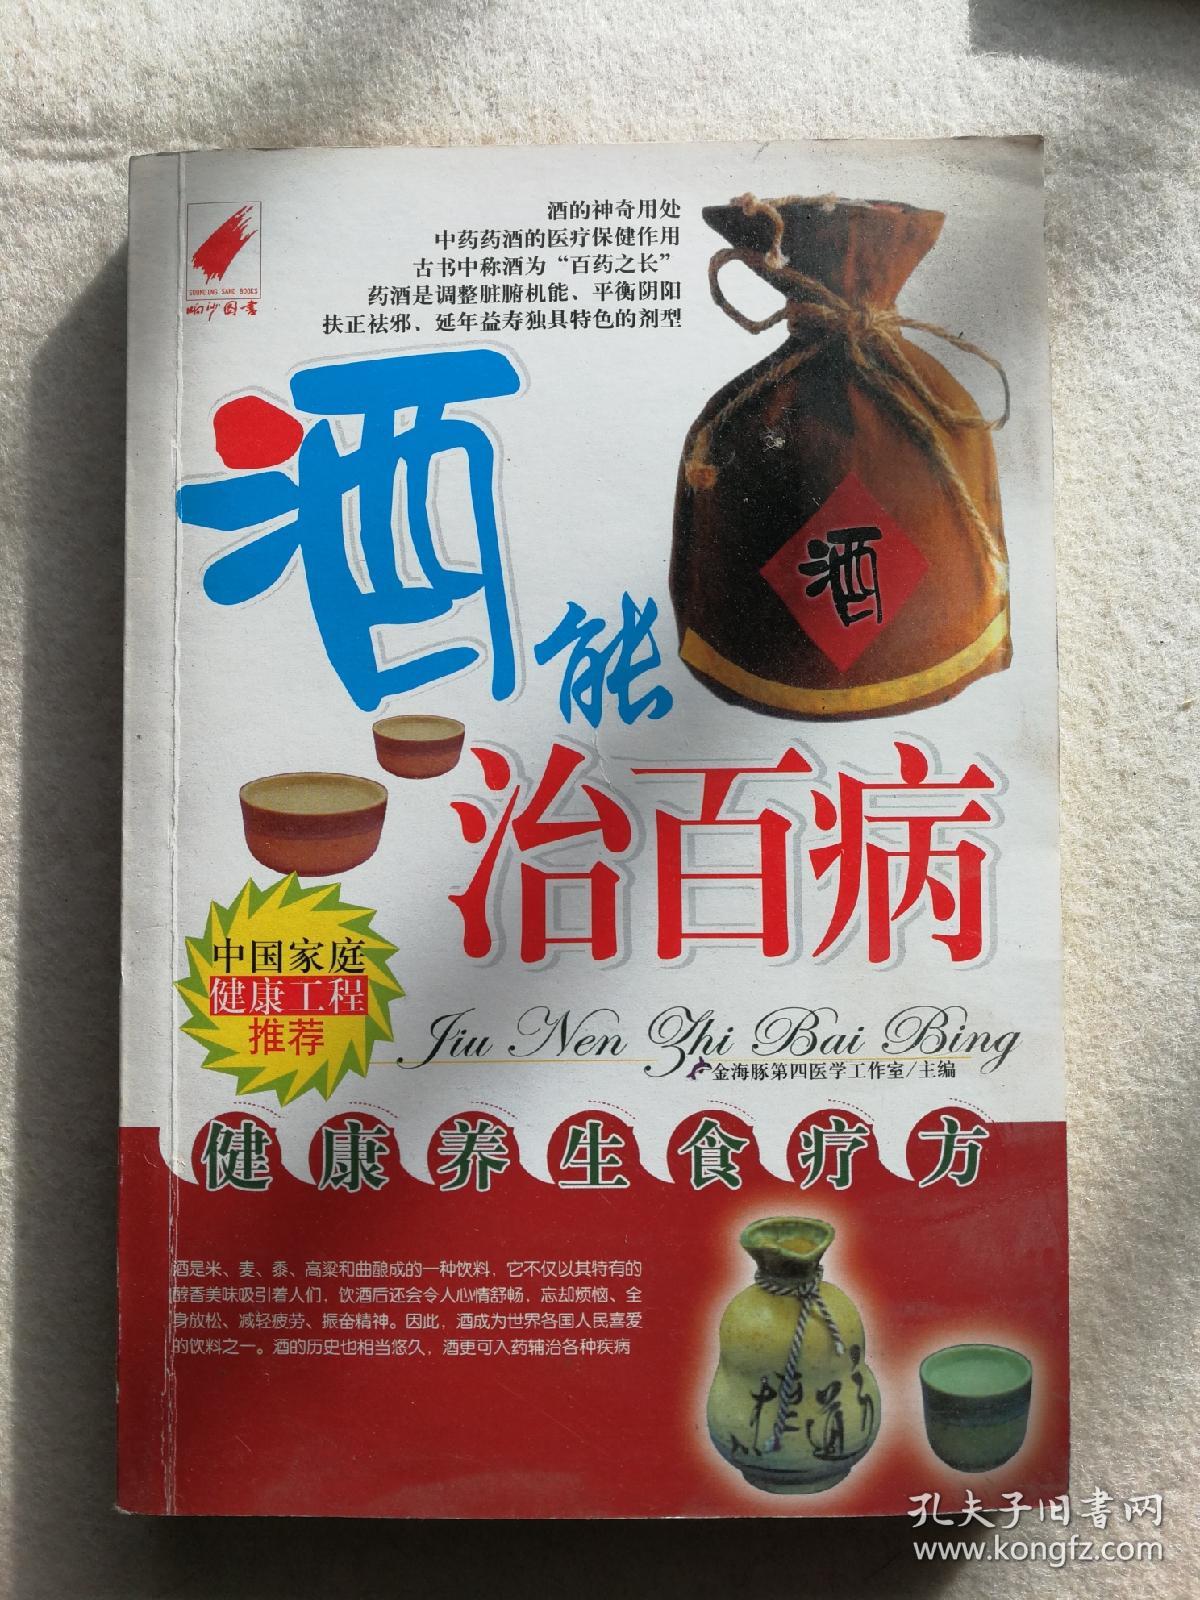 酒的神奇用处
中药药酒的医疗保健作用
古书中称酒为“百药之长”
药酒是调整脏腑机能、平衡阴阳
扶正祛邪、延年益寿独具特色的剂型
响沙图书
酒
酒能
治百病
中国家庭
健康工程
推荐
Jiu Nen Zhi Bai Bing
金海豚第四医学工作室/主编
健康养生食疗方
酒是米、麦、黍、高粱和曲酿成的一种饮料，它不仅以其特有的
醇香美味吸引着人们，饮酒后还会令人心情舒畅，忘却烦恼、全
身放松、减轻疲劳、振奋精神。因此，酒成为世界各国人民喜爱
的饮料之一。酒的历史也相当悠久，酒更可入药辅治各种疾病
孔夫子旧书网
www.kongfz.com